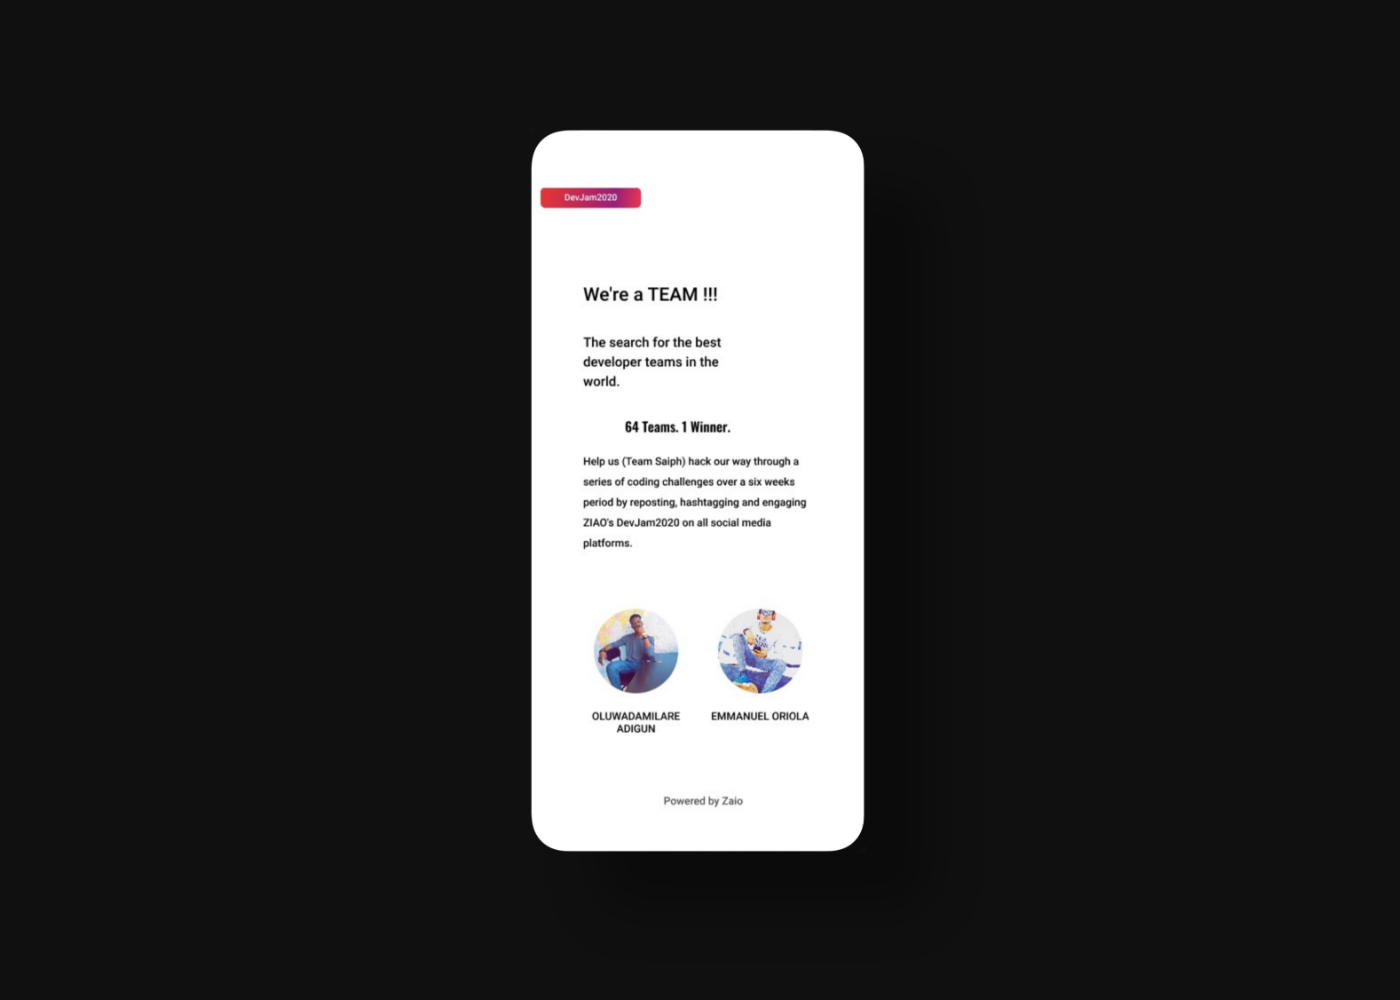 DevJam2020
We're a TEAM !!!
The search for the best
developer teams in the
world.
64 Teams. 1 Winner.
Help us (Team Saiph) hack our way through a
series of coding challenges over a six weeks
period by reposting, hashtagging and engaging
ZIAO's DevJam2020 on all social media
platforms.
OLUWADAMILARE
ADIGUN
EMMANUEL ORIOLA
Powered by Zaio